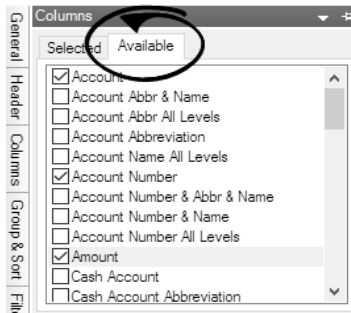 Columns
Selected Available
Account
Account Abbr & Name
Account Abbr All Levels
Account Abbreviation
Account Name All Levels
Account Number
Account Number & Abbr & Name
Account Number & Name
Account Number All Levels
Amount
Cash Account
Cash Account Abbreviation
General
Header
Columns
Group & Sort
Filte